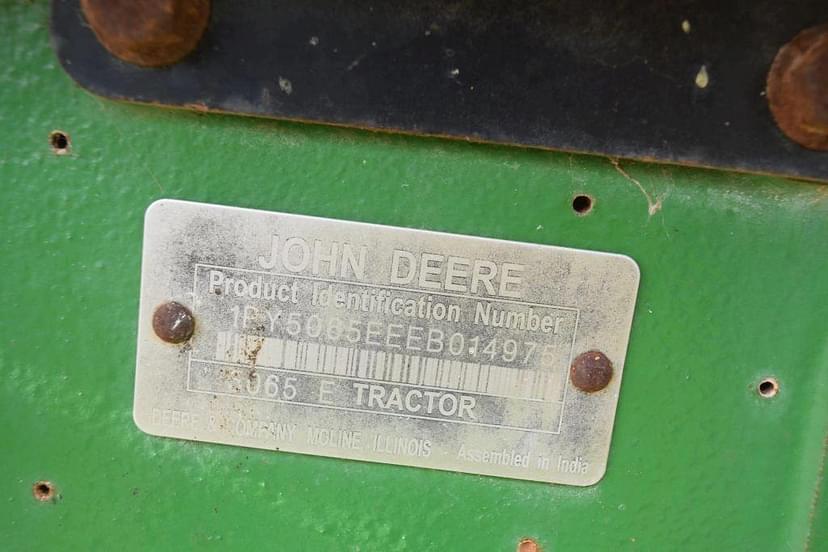 JOHN DEERE
Product Identification Number
1PY5065EEEB014975
5065 E TRACTOR
DEERE & COMPANY MOLINE, ILLINOIS - Assembled in India